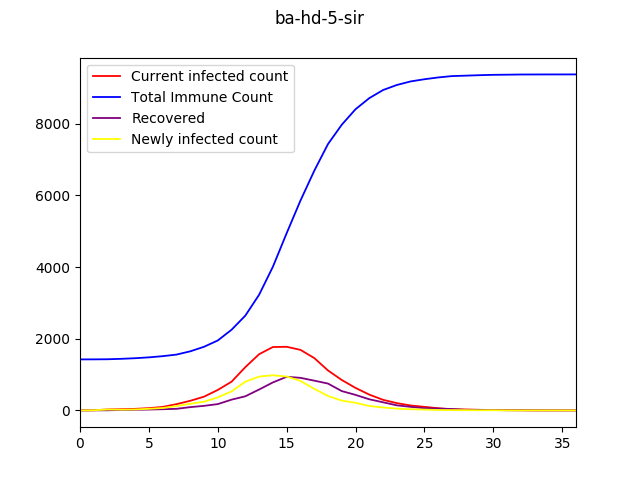 ba-hd-5-sir
Current infected count
Total Immune Count
Recovered
Newly infected count
8000
6000
4000
2000
0
0 5 10 15 20 25 30 35